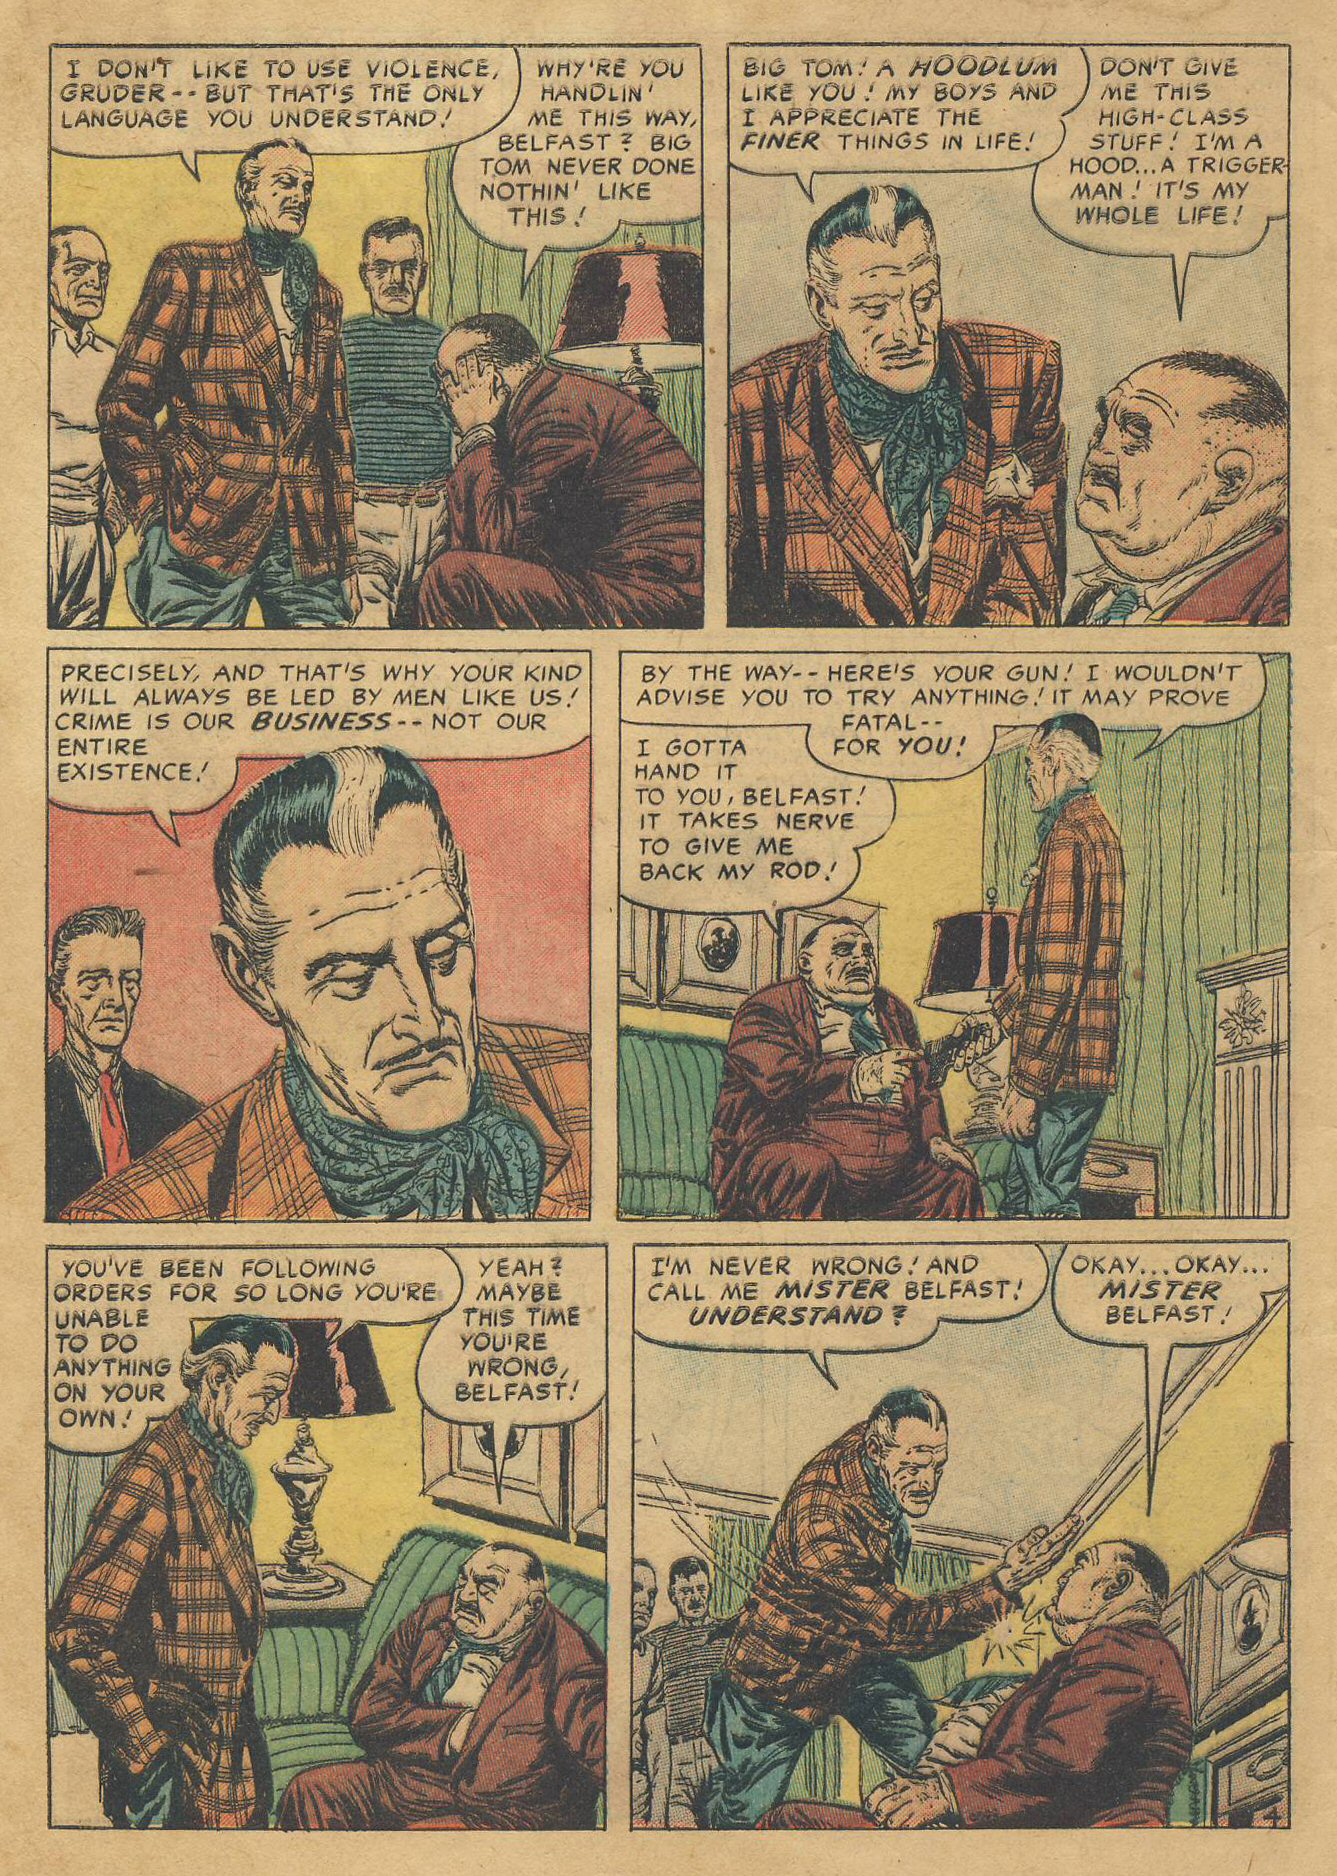 I DON'T LIKE TO USE VIOLENCE,
GRUDER-- BUT THAT'S THE ONLY
LANGUAGE YOU UNDERSTAND!
WHY'RE YOU
HANDLIN'
ME THIS WAY,
BELFAST? BIG
TOM NEVER DONE
NOTHIN' LIKE
THIS!
BIG TOM! A HOODLUM
LIKE YOU! MY BOYS AND
I APPRECIATE THE
FINER THINGS IN LIFE!
DON'T GIVE
ME THIS
HIGH-CLASS
STUFF! I'M A
HOOD...A TRIGGER-
MAN! IT'S MY
WHOLE LIFE!
PRECISELY, AND THAT'S WHY YOUR KIND
WILL ALWAYS BE LED BY MEN LIKE US!
CRIME IS OUR BUSINESS-- NOT OUR
ENTIRE
EXISTENCE!
BY THE WAY-- HERE'S YOUR GUN! I WOULDN'T
ADVISE YOU TO TRY ANYTHING! IT MAY PROVE
FATAL--
FOR YOU!
I GOTTA
HAND IT
TO YOU, BELFAST!
IT TAKES NERVE
TO GIVE ME
BACK MY ROD!
YOU'VE BEEN FOLLOWING
ORDERS FOR SO LONG YOU'RE
UNABLE
TO DO
ANYTHING
ON YOUR
OWN!
YEAH?
MAYBE
THIS TIME
YOU'RE
WRONG,
BELFAST!
I'M NEVER WRONG! AND
CALL ME MISTER BELFAST!
UNDERSTAND?
OKAY...OKAY...
MISTER
BELFAST!
4